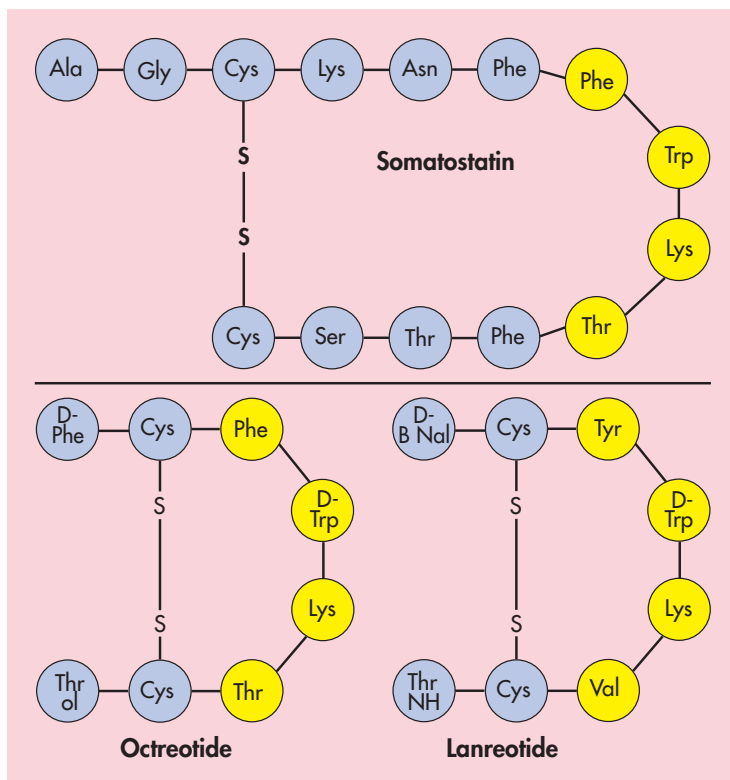 Ala Gly Cys Lys Asn Phe Phe
Trp
S
Somatostatin
S
Lys
Thr
Cys Ser Thr Phe
D-
Phe
Cys
Phe
D-
Trp
S
S
Lys
Thr
ol
Cys
Thr
Octreotide
D-
B Nal
Cys
Tyr
D-
Trp
S
S
Lys
Thr
NH
Cys
Val
Lanreotide